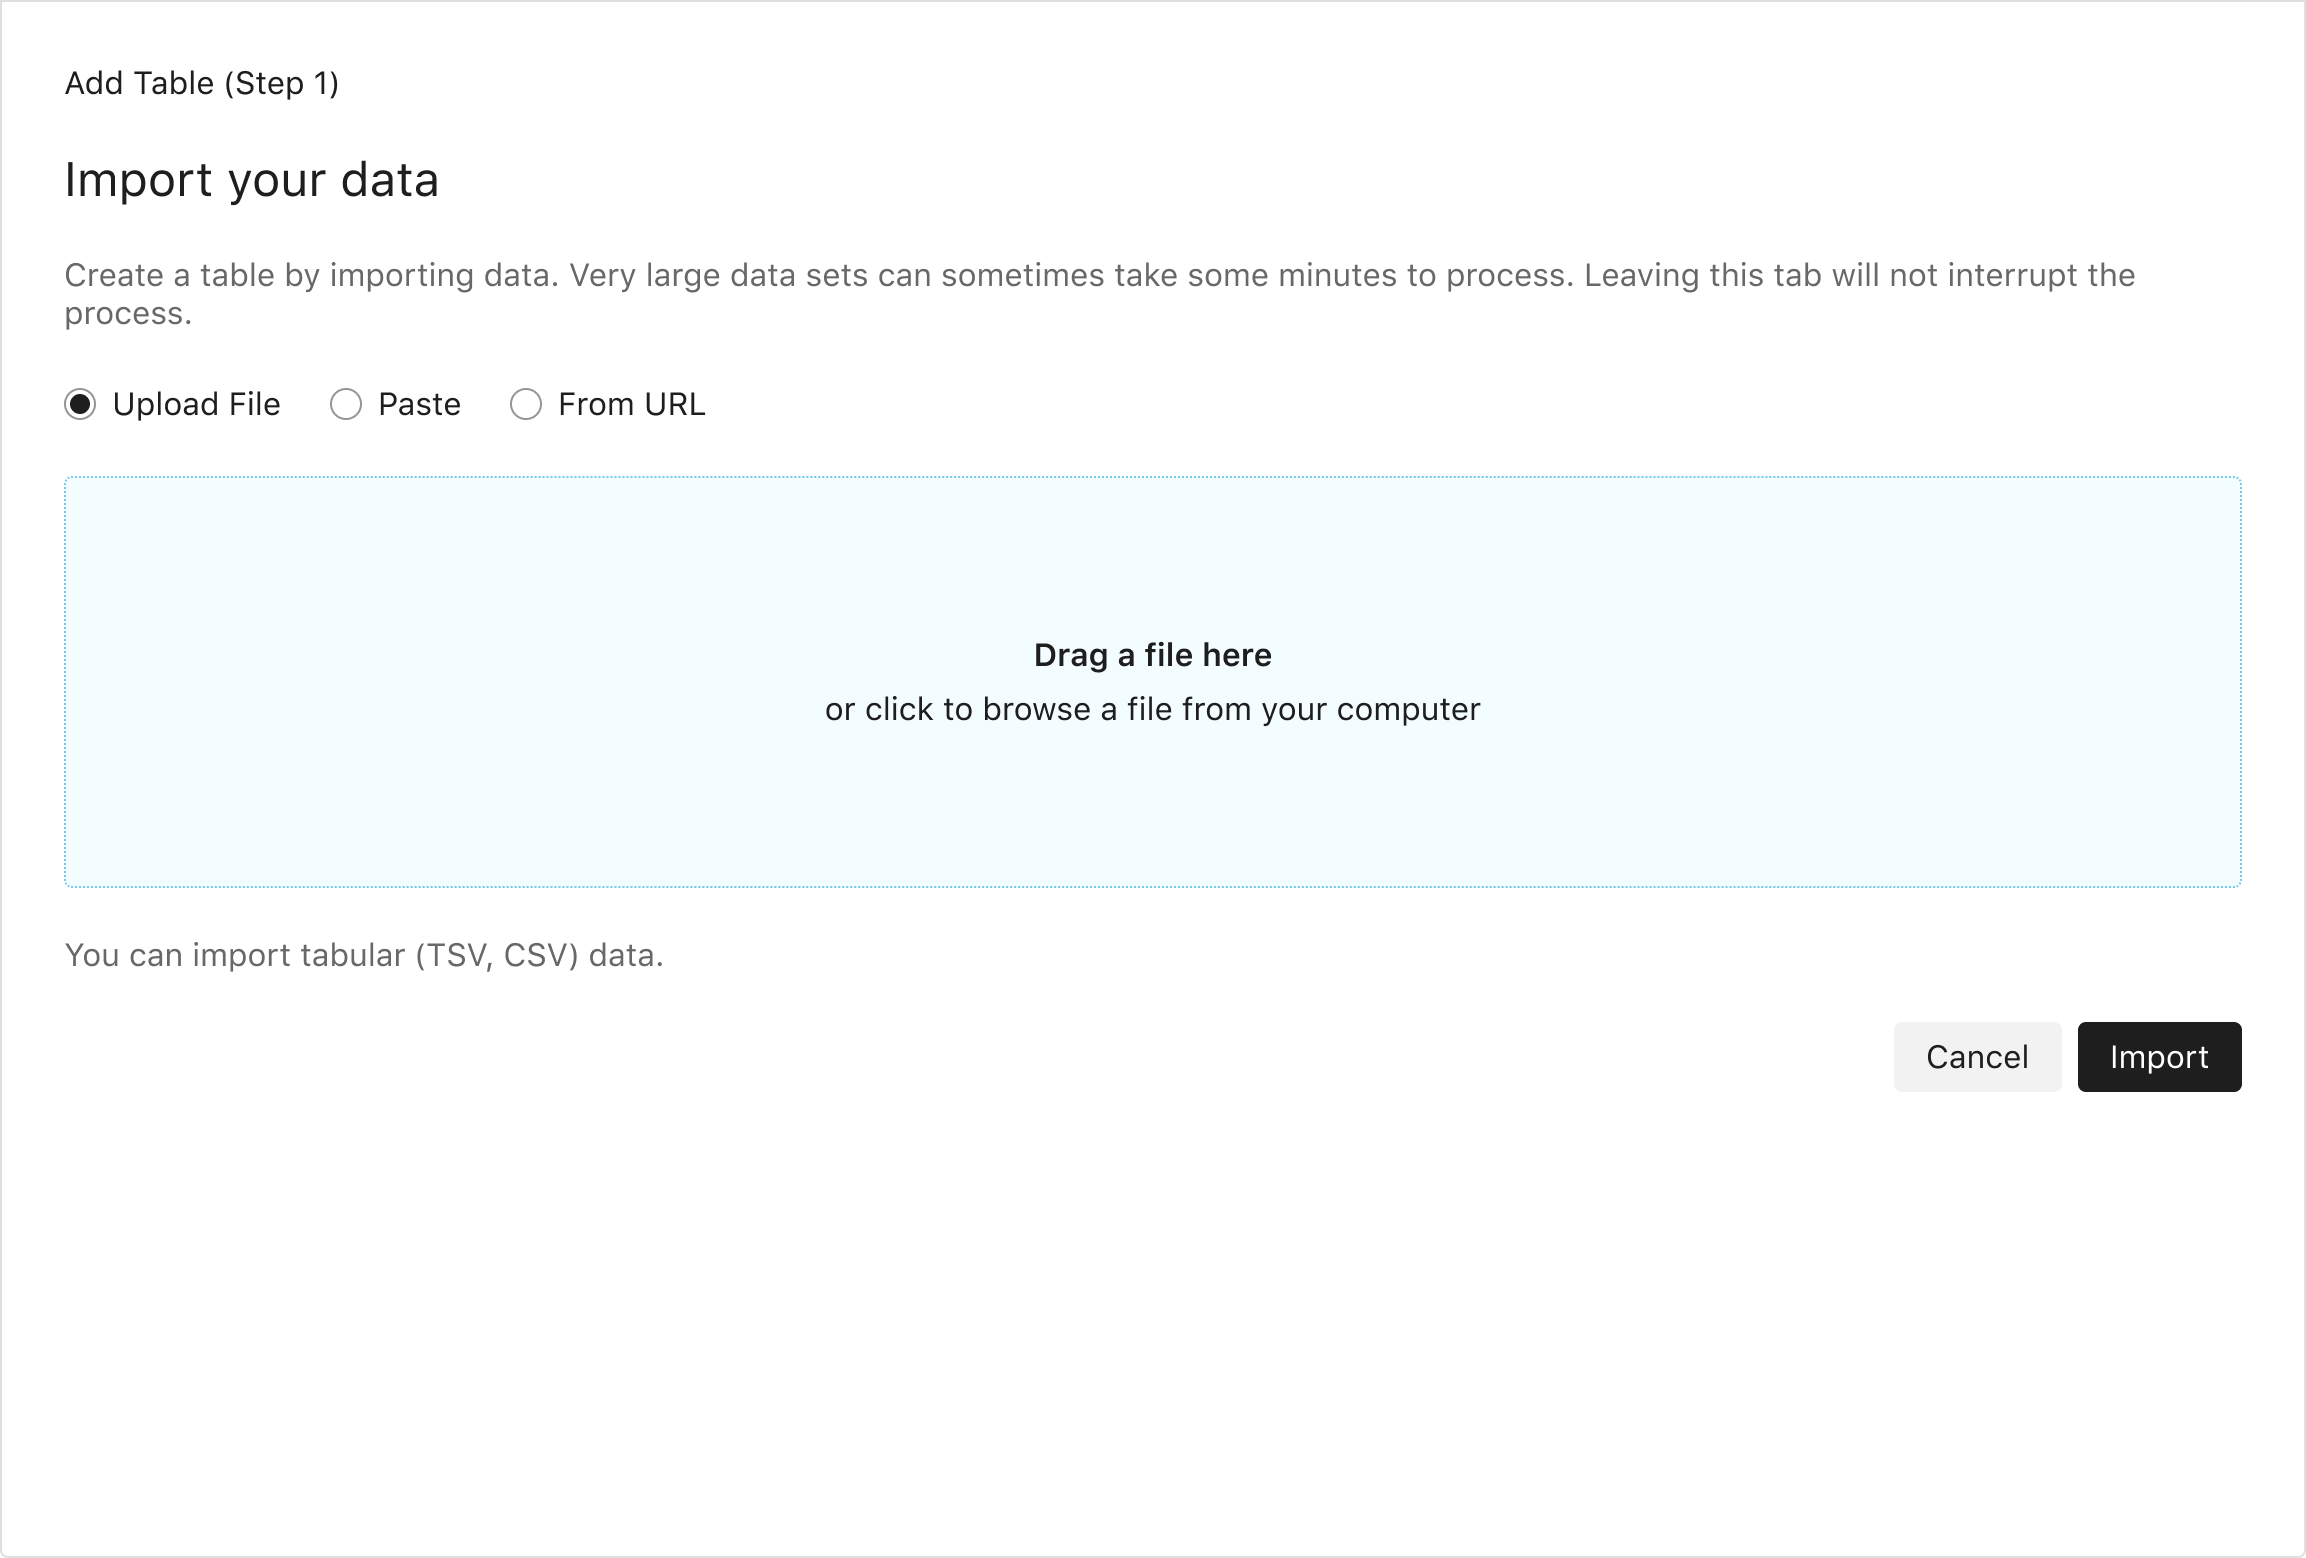 Add Table (Step 1)
Import your data
Create a table by importing data. Very large data sets can sometimes take some minutes to process. Leaving this tab will not interrupt the
process.
Upload File Paste From URL
Drag a file here
or click to browse a file from your computer
You can import tabular (TSV, CSV) data.
Cancel Import